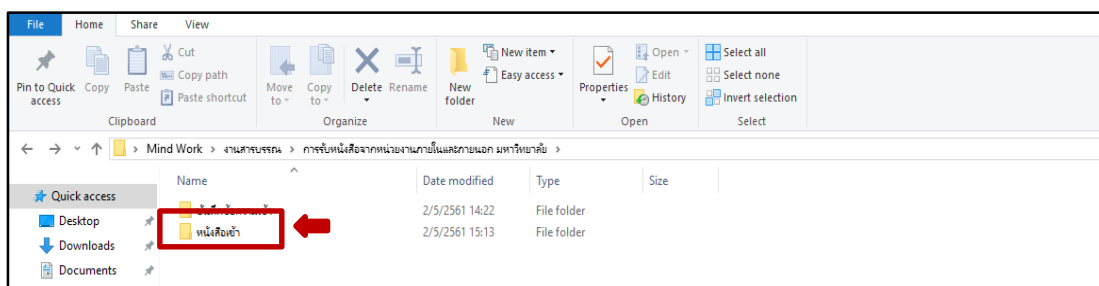 File Home Share View
Pin to Quick access
Copy
Paste
Cut
Copy path
Paste shortcut
Clipboard
Move to
Copy to
Delete
Rename
Organize
New folder
New item
Easy access
New
Properties
Open
Edit
History
Open
Select all
Select none
Invert selection
Select
Mind Work > งานสารบรรณ > การรับหนังสือจากหน่วยงานภายในและภายนอก มหาวิทยาลัย >
Name Date modified Type Size
Quick access
Desktop
Downloads
Documents
2/5/2561 14:22 File folder
หนังสือเข้า 2/5/2561 15:13 File folder